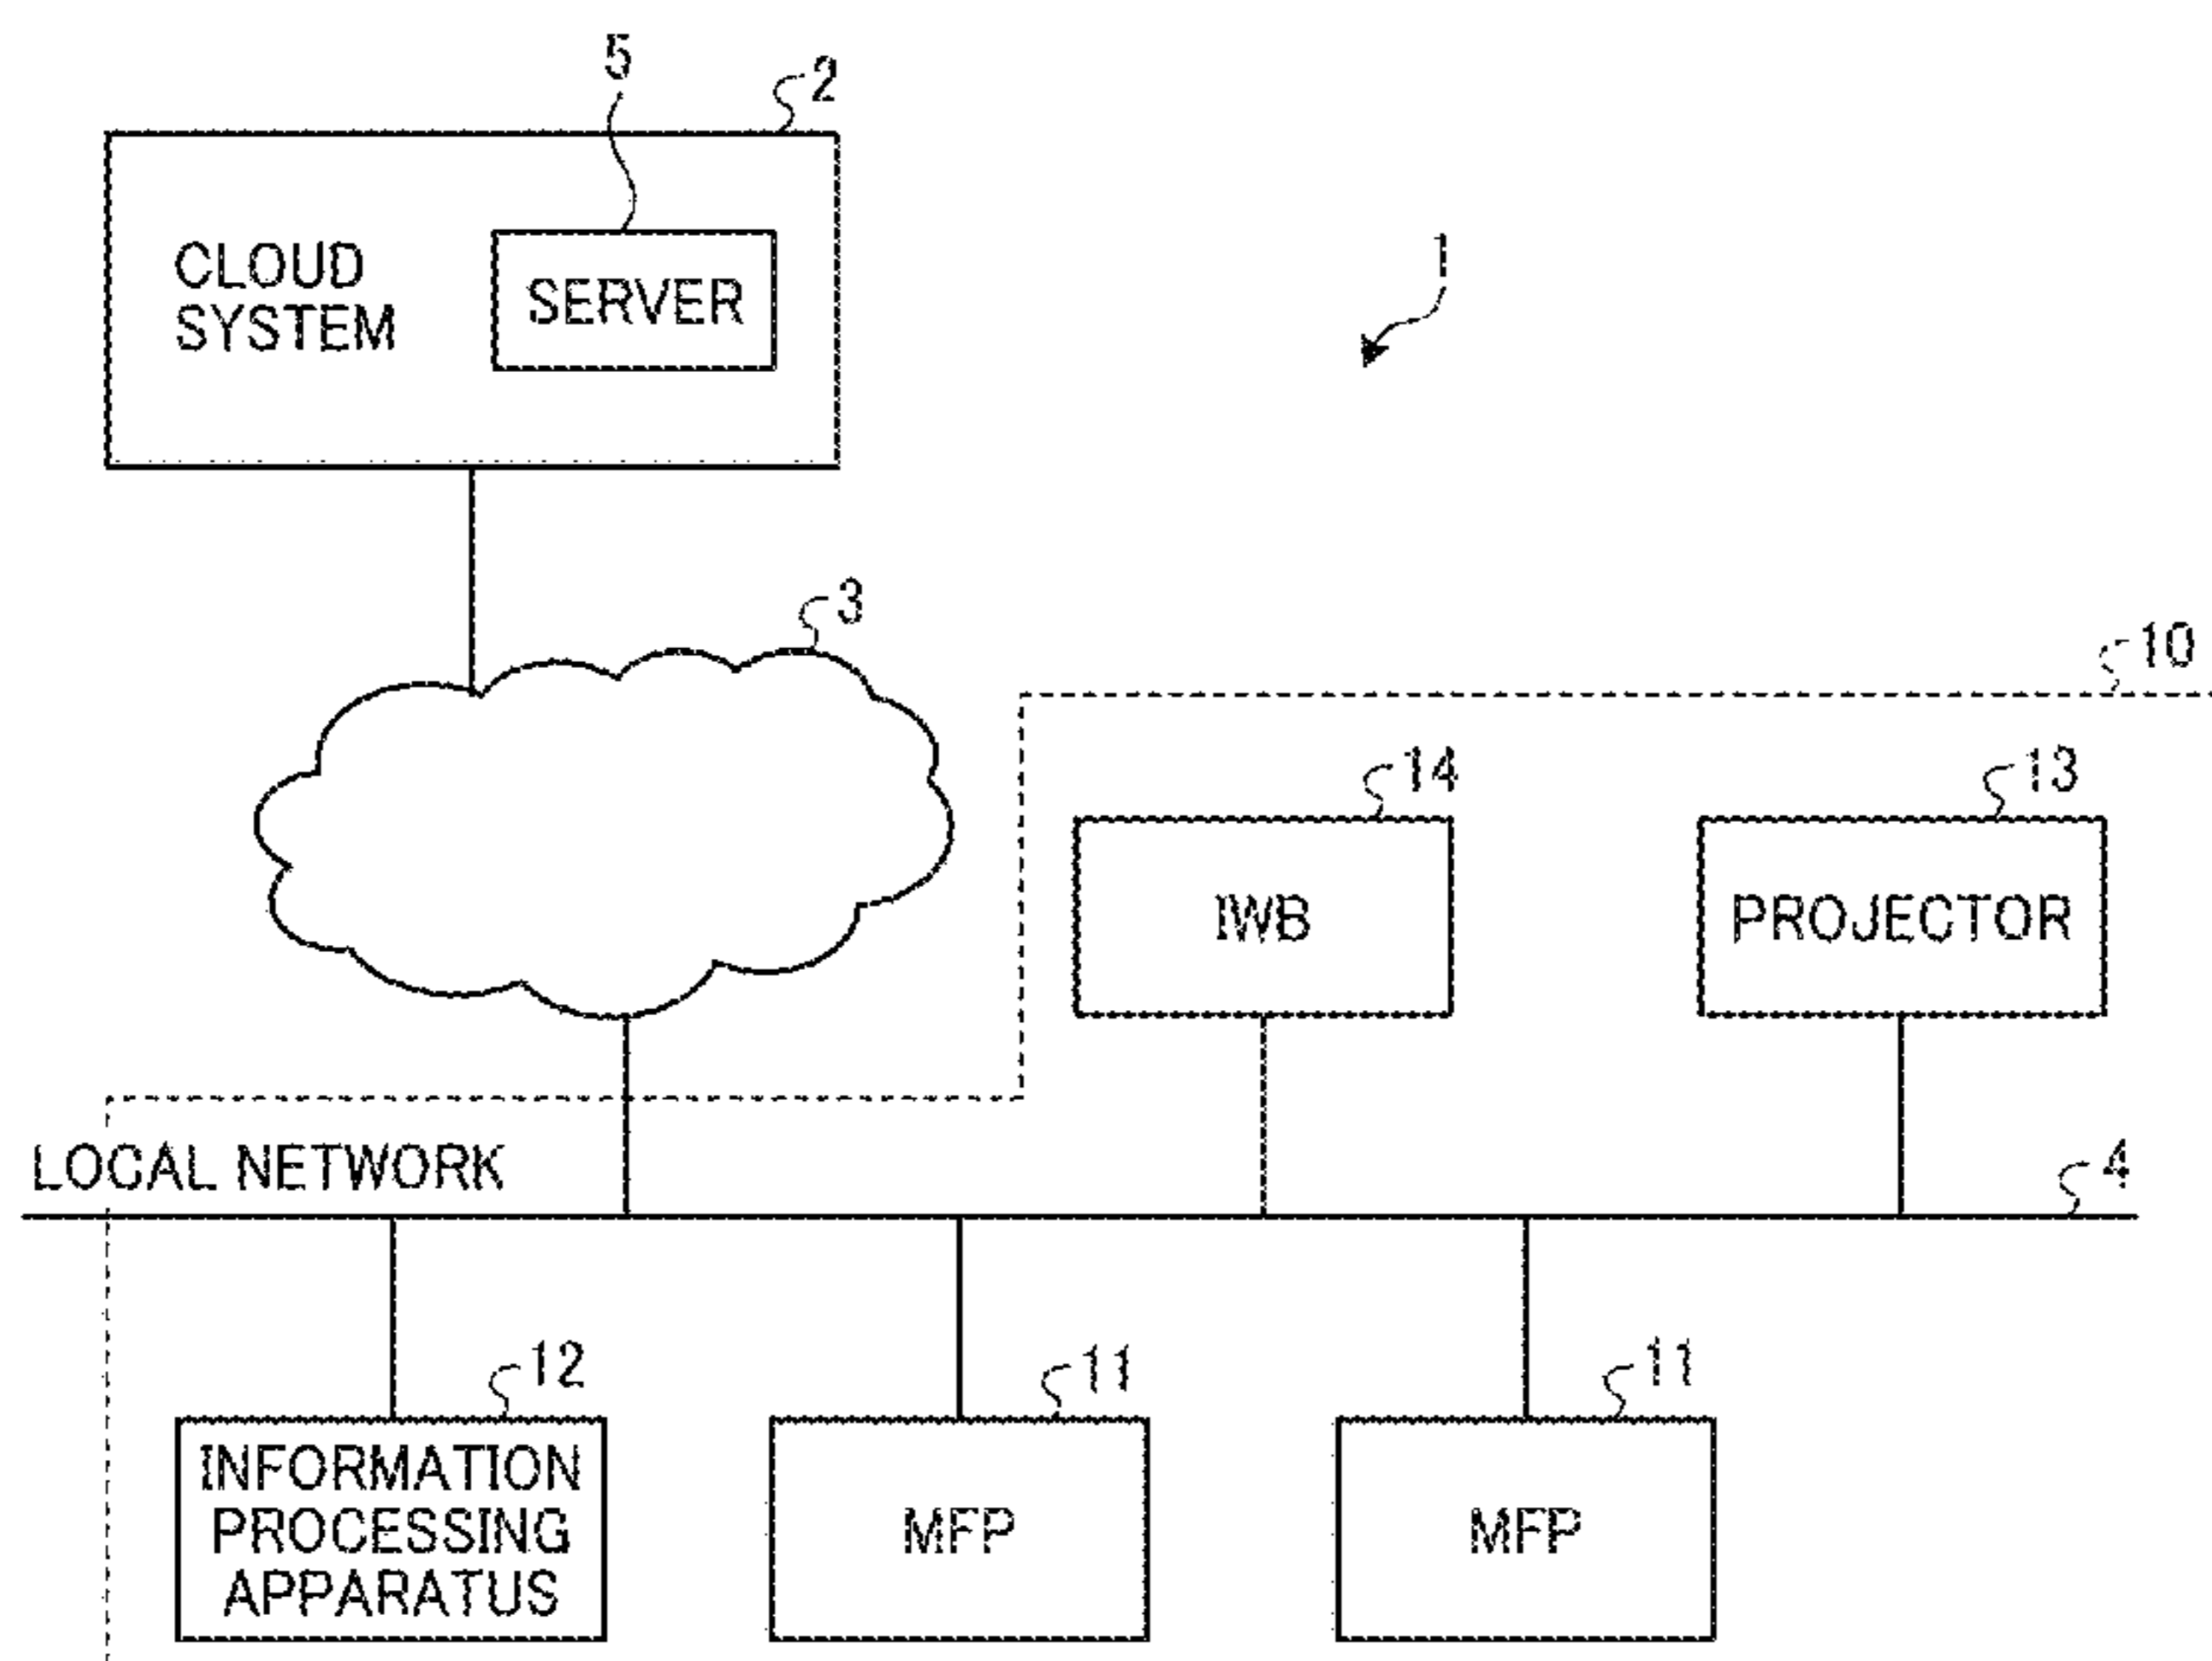 5
2
CLOUD
SYSTEM
SERVER
1
3
10
14
13
IWB
PROJECTOR
LOCAL NETWORK
4
12
11
11
INFORMATION
PROCESSING
APPARATUS
MFP
MFP